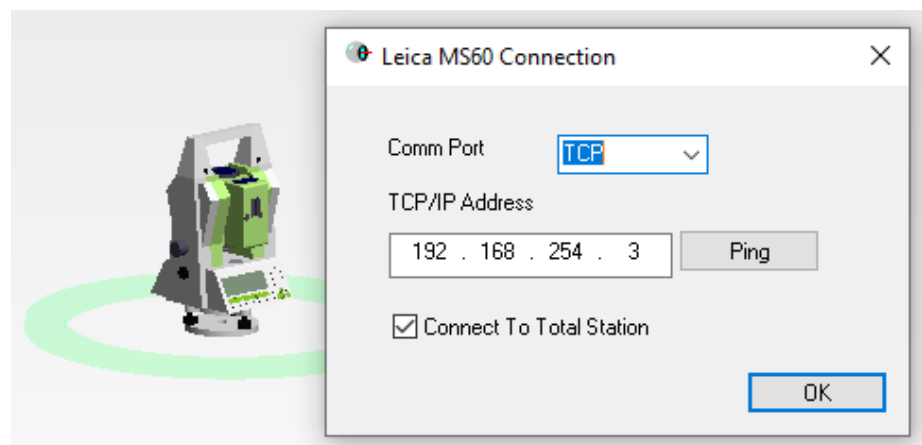 Leica MS60 Connection
Comm Port
TCP
TCP/IP Address
192 . 168 . 254 . 3
Ping
Connect To Total Station
OK